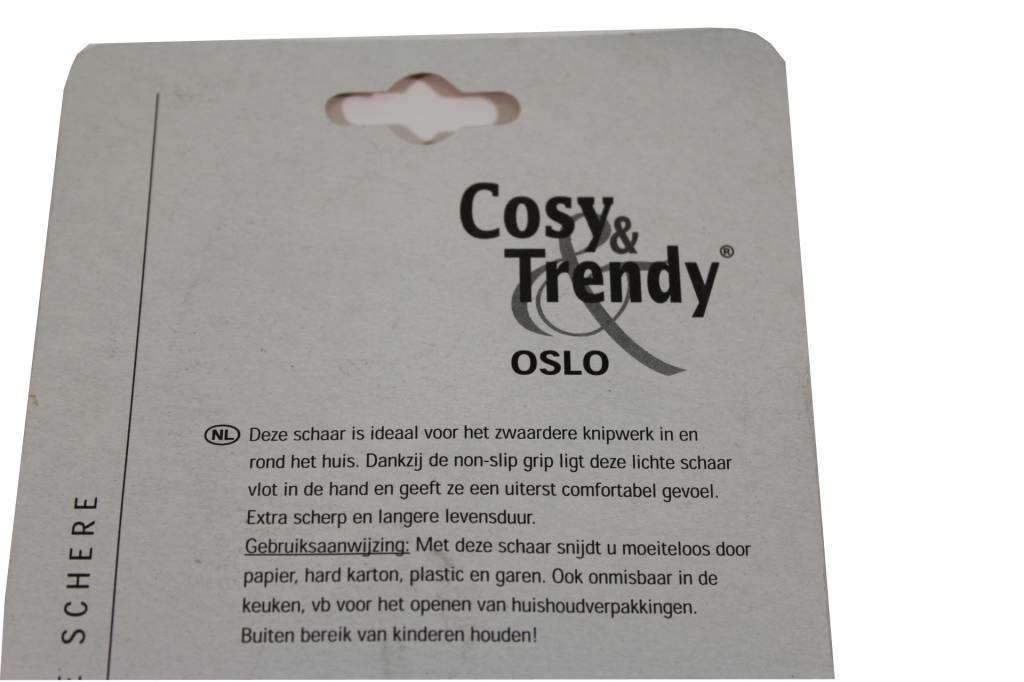 Cosy &
&
Trendy®
OSLO
NL Deze schaar is ideaal voor het zwaardere knipwerk in en
rond het huis. Dankzij de non-slip grip ligt deze lichte schaar
vlot in de hand en geeft ze een uiterst comfortabel gevoel.
Extra scherp en langere levensduur.
Gebruiksaanwijzing: Met deze schaar snijdt u moeiteloos door
papier, hard karton, plastic en garen. Ook onmisbaar in de
keuken, vb voor het openen van huishoudverpakkingen.
Buiten bereik van kinderen houden!
SCHERE